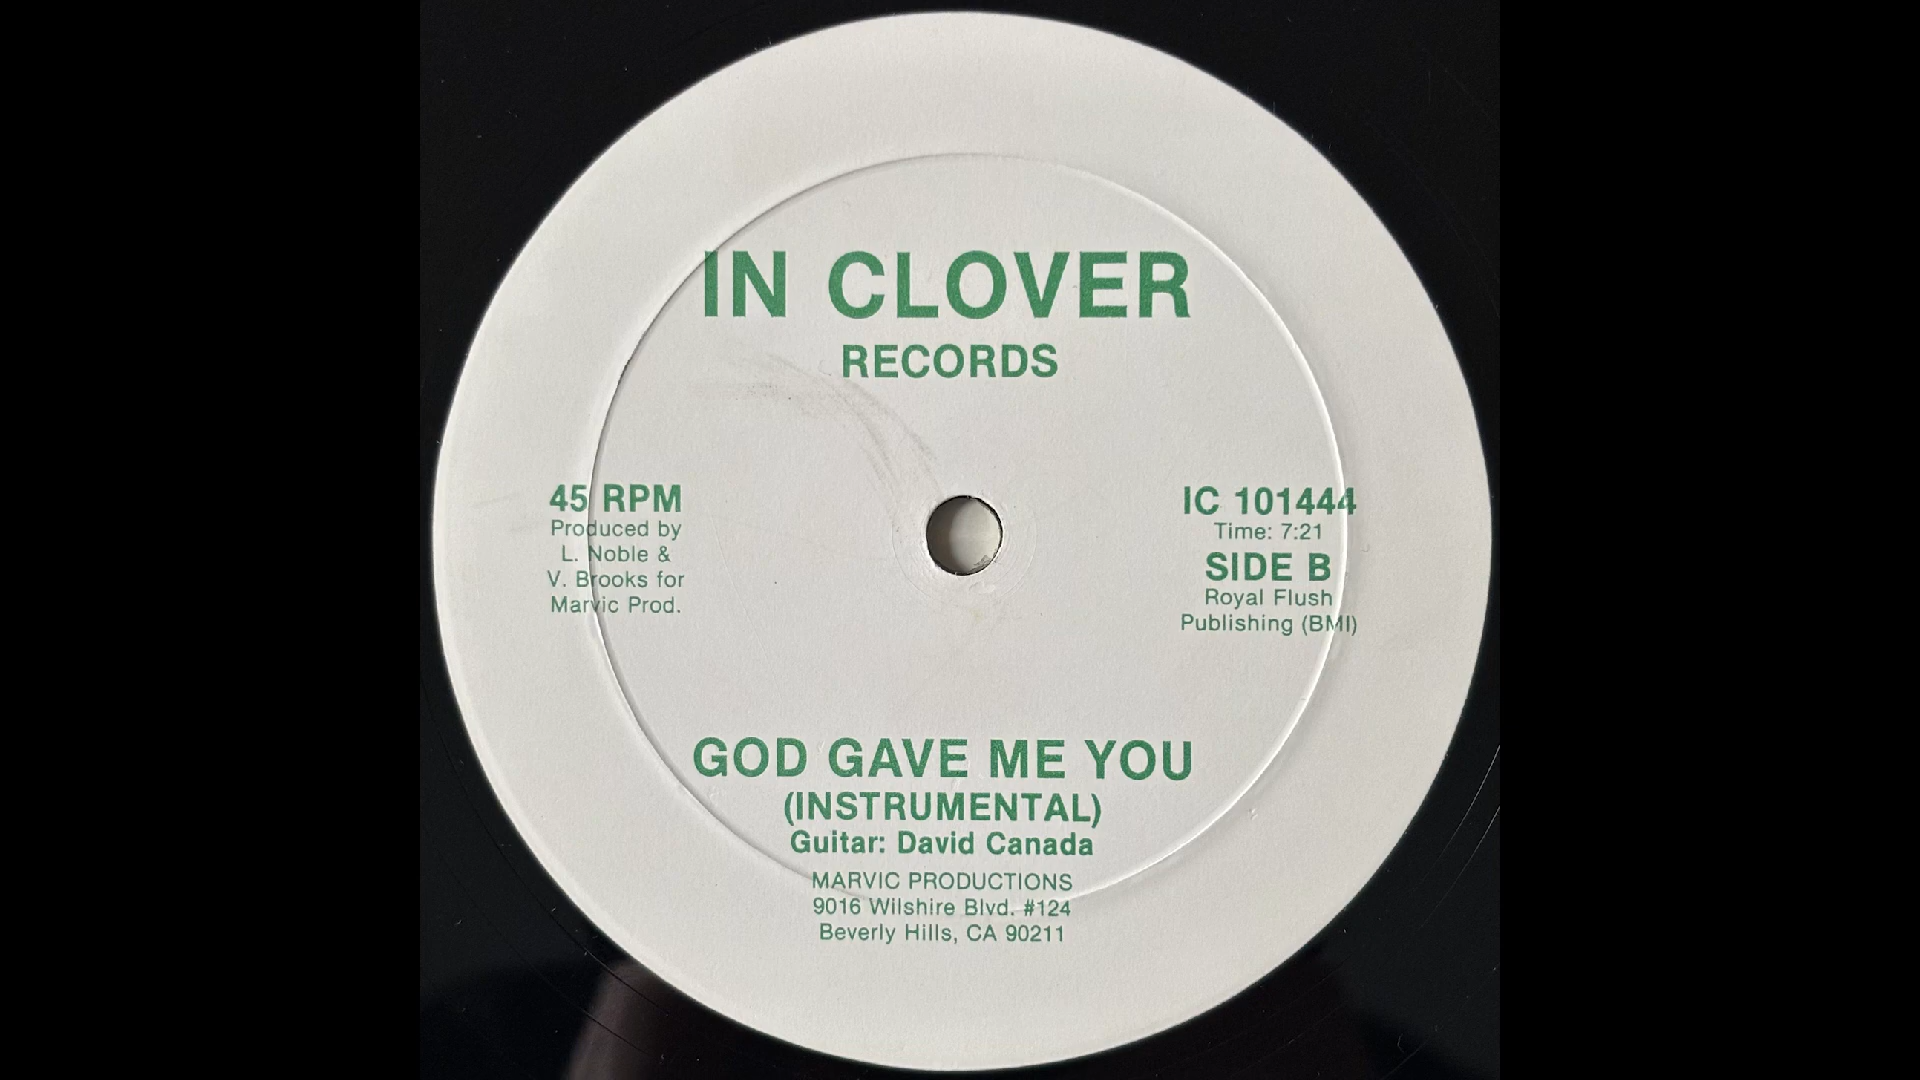 IN CLOVER
RECORDS
45 RPM
Produced by
L. Noble &
V. Brooks for
Marvic Prod.
IC 101444
Time: 7:21
SIDE B
Royal Flush
Publishing (BMI)
GOD GAVE ME YOU
(INSTRUMENTAL)
Guitar: David Canada
MARVIC PRODUCTIONS
9016 Wilshire Blvd. #124
Beverly Hills, CA 90211